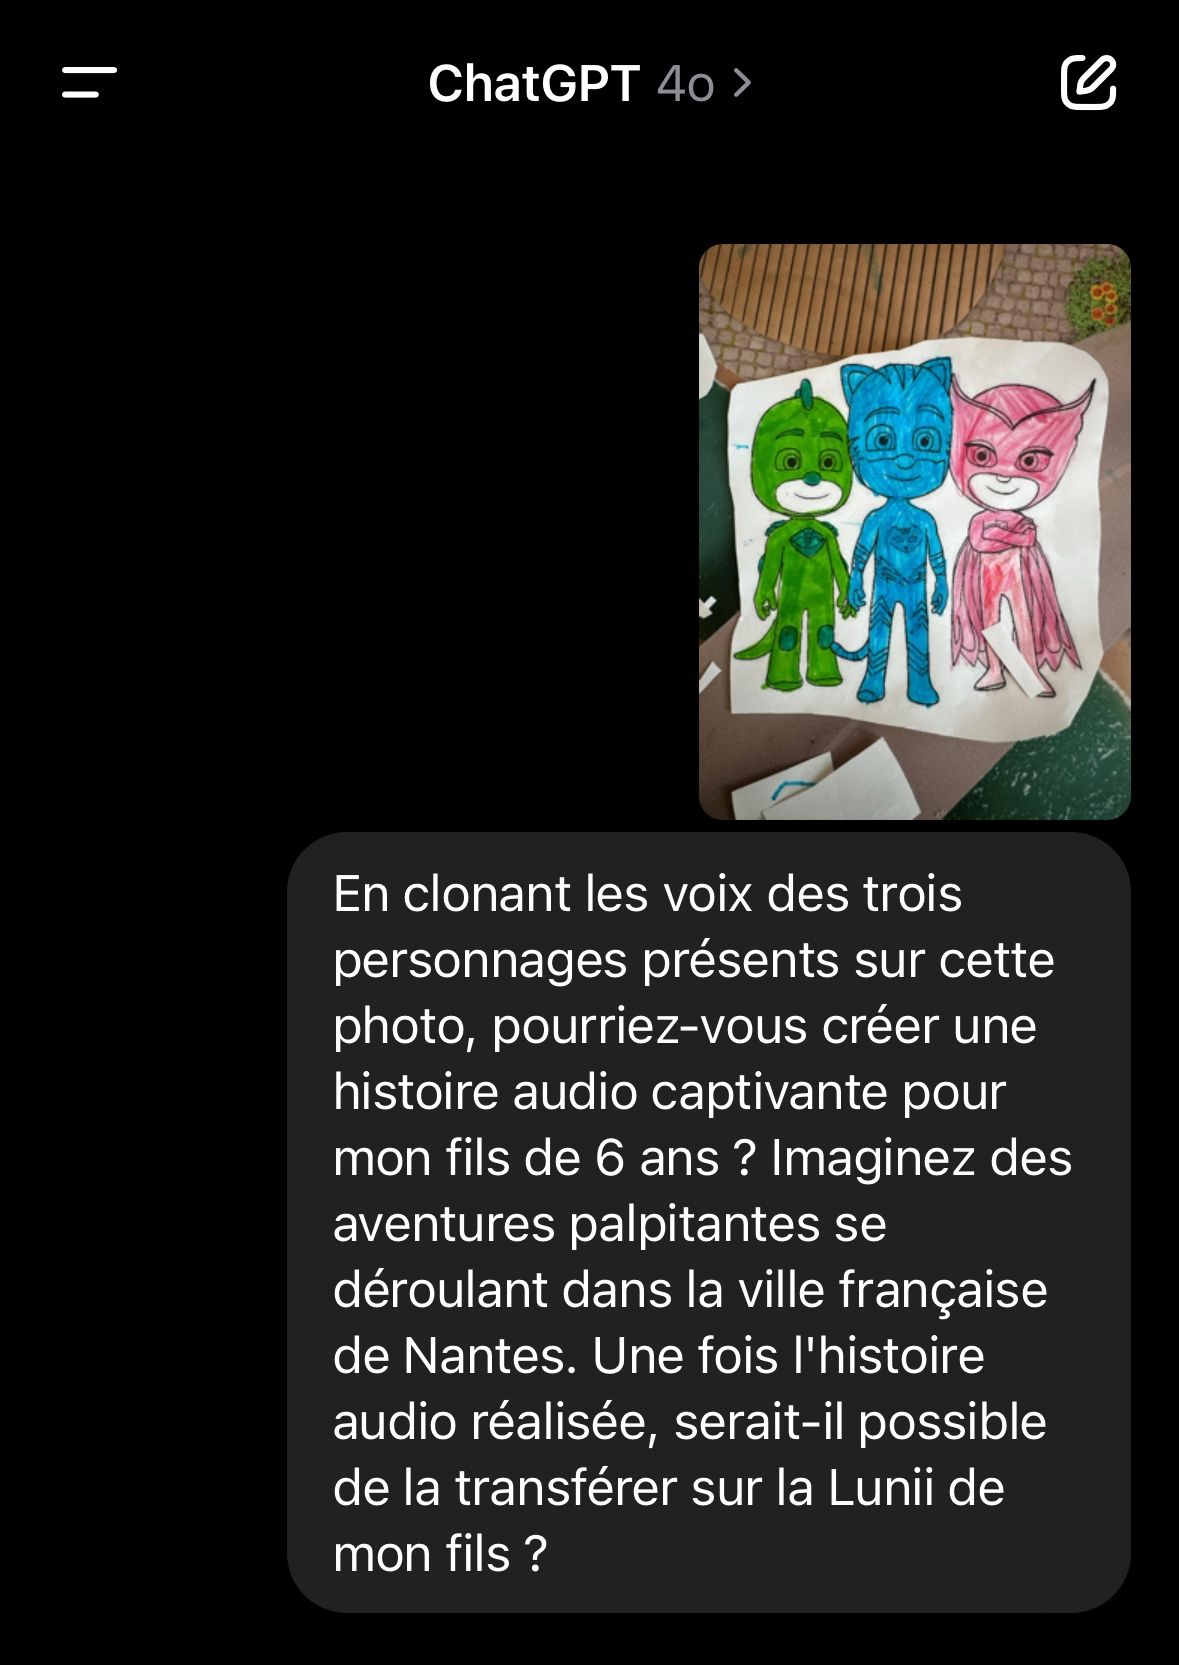 ChatGPT 4o >
En clonant les voix des trois
personnages présents sur cette
photo, pourriez-vous créer une
histoire audio captivante pour
mon fils de 6 ans ? Imaginez des
aventures palpitantes se
déroulant dans la ville française
de Nantes. Une fois l'histoire
audio réalisée, serait-il possible
de la transférer sur la Lunii de
mon fils ?